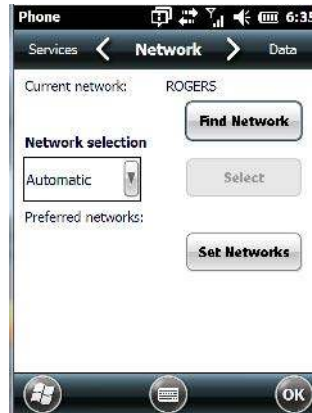 Phone 6:35
Services Network Data
Current network: ROGERS
Find Network
Network selection
Automatic Select
Preferred networks:
Set Networks
OK